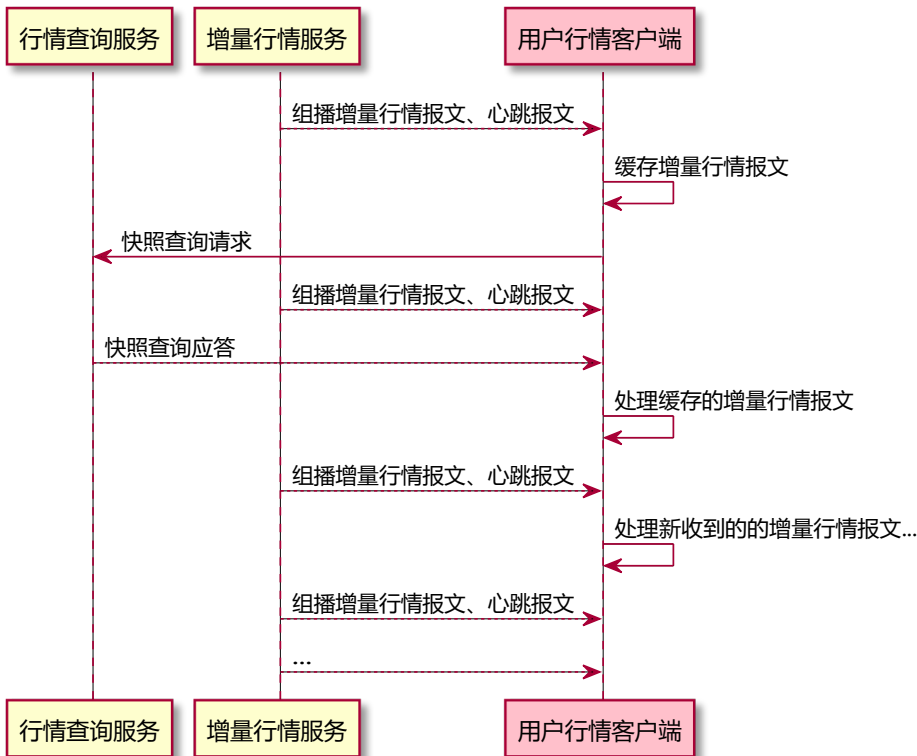 行情查询服务
增量行情服务
用户行情客户端
组播增量行情报文、心跳报文
缓存增量行情报文
快照查询请求
组播增量行情报文、心跳报文
快照查询应答
处理缓存的增量行情报文
组播增量行情报文、心跳报文
处理新收到的的增量行情报文...
组播增量行情报文、心跳报文
...
行情查询服务
增量行情服务
用户行情客户端